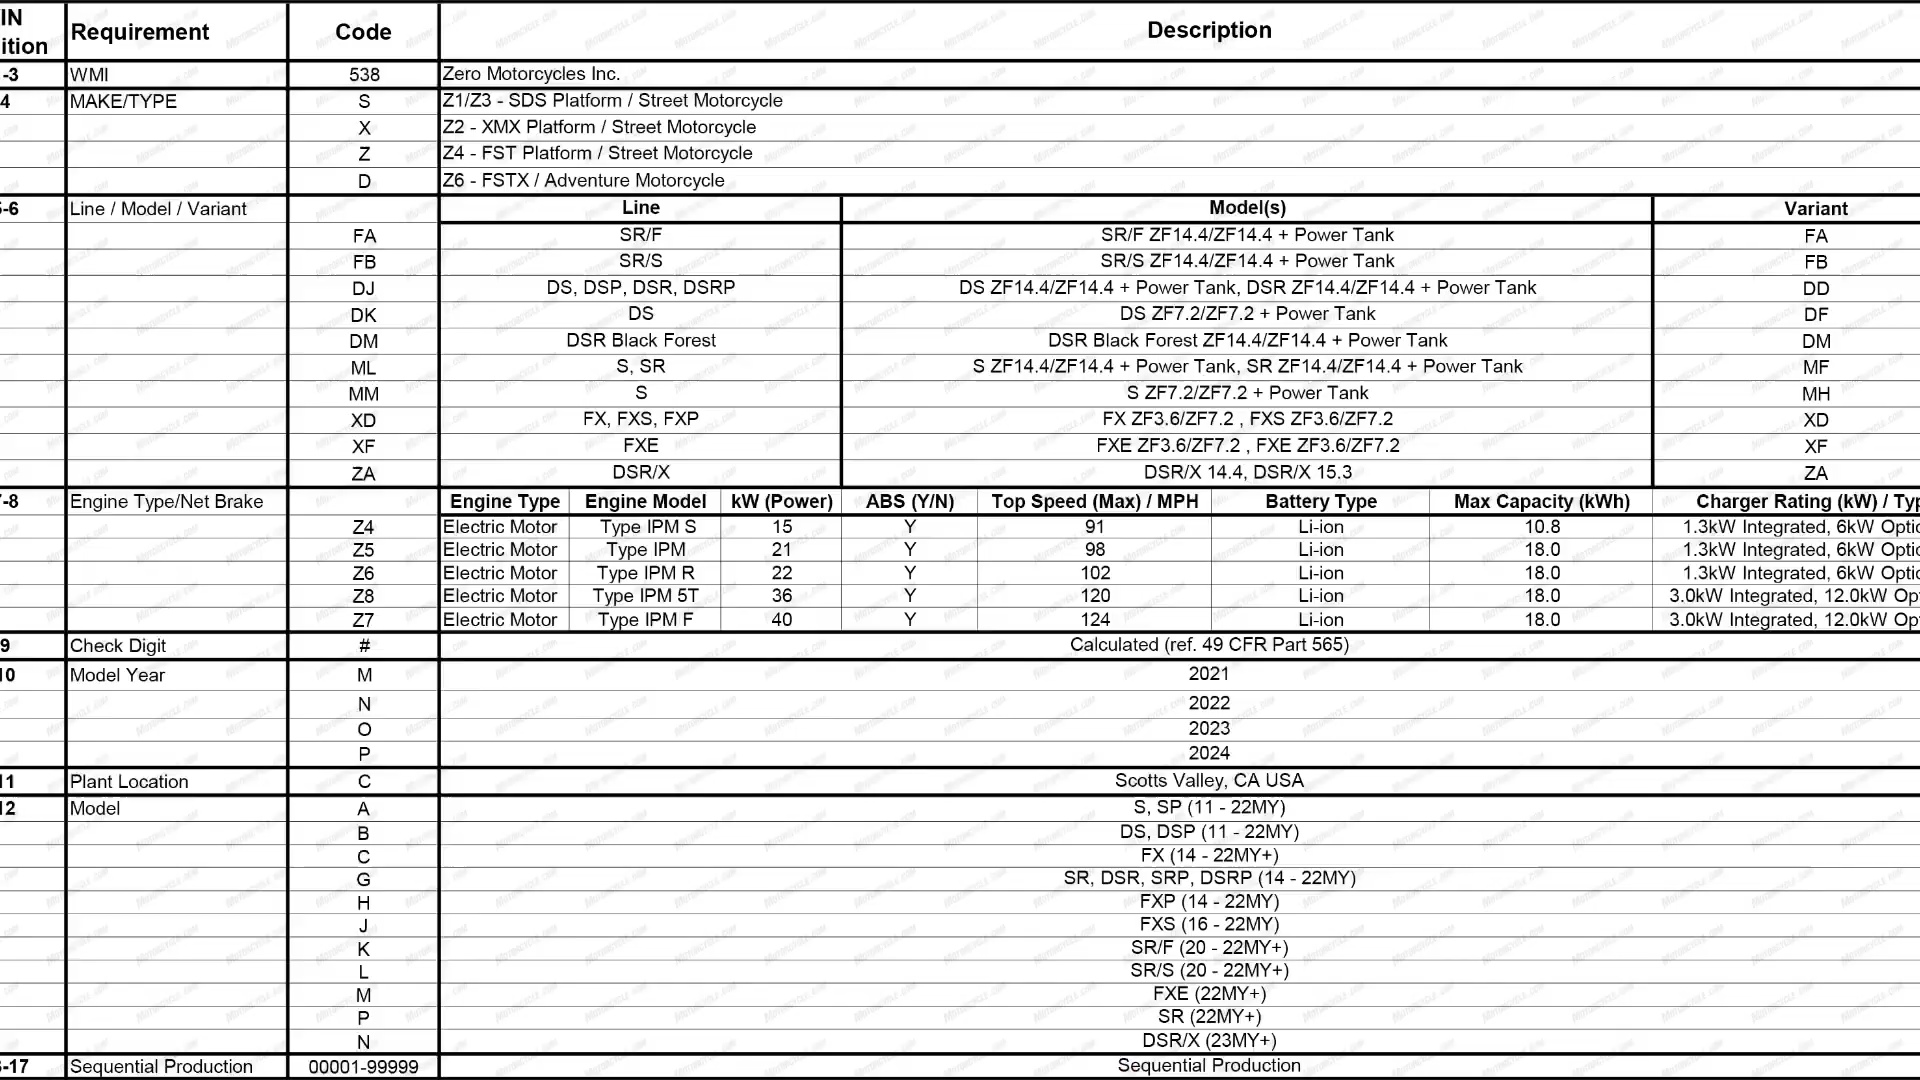 IN
ition Requirement Code Description
-3 WMI 538 Zero Motorcycles Inc.
4 MAKE/TYPE S Z1/Z3 - SDS Platform / Street Motorcycle
X Z2 - XMX Platform / Street Motorcycle
Z Z4 - FST Platform / Street Motorcycle
D Z6 - FSTX / Adventure Motorcycle
-6 Line / Model / Variant Line Model(s) Variant
FA SR/F SR/F ZF14.4/ZF14.4 + Power Tank FA
FB SR/S SR/S ZF14.4/ZF14.4 + Power Tank FB
DJ DS, DSP, DSR, DSRP DS ZF14.4/ZF14.4 + Power Tank, DSR ZF14.4/ZF14.4 + Power Tank DD
DK DS DS ZF7.2/ZF7.2 + Power Tank DF
DM DSR Black Forest DSR Black Forest ZF14.4/ZF14.4 + Power Tank DM
ML S, SR S ZF14.4/ZF14.4 + Power Tank, SR ZF14.4/ZF14.4 + Power Tank MF
MM S S ZF7.2/ZF7.2 + Power Tank MH
XD FX, FXS, FXP FX ZF3.6/ZF7.2 , FXS ZF3.6/ZF7.2 XD
XF FXE FXE ZF3.6/ZF7.2 , FXE ZF3.6/ZF7.2 XF
ZA DSR/X DSR/X 14.4, DSR/X 15.3 ZA
-8 Engine Type/Net Brake Engine Type Engine Model kW (Power) ABS (Y/N) Top Speed (Max) / MPH Battery Type Max Capacity (kWh) Charger Rating (kW) / Typ
Z4 Electric Motor Type IPM S 15 Y 91 Li-ion 10.8 1.3kW Integrated, 6kW Optio
Z5 Electric Motor Type IPM 21 Y 98 Li-ion 18.0 1.3kW Integrated, 6kW Optio
Z6 Electric Motor Type IPM R 22 Y 102 Li-ion 18.0 1.3kW Integrated, 6kW Optio
Z8 Electric Motor Type IPM 5T 36 Y 120 Li-ion 18.0 3.0kW Integrated, 12.0kW Opt
Z7 Electric Motor Type IPM F 40 Y 124 Li-ion 18.0 3.0kW Integrated, 12.0kW Opt
9 Check Digit # Calculated (ref. 49 CFR Part 565)
10 Model Year M 2021
N 2022
O 2023
P 2024
11 Plant Location C Scotts Valley, CA USA
12 Model A S, SP (11 - 22MY)
B DS, DSP (11 - 22MY)
C FX (14 - 22MY+)
G SR, DSR, SRP, DSRP (14 - 22MY)
H FXP (14 - 22MY)
J FXS (16 - 22MY)
K SR/F (20 - 22MY+)
L SR/S (20 - 22MY+)
M FXE (22MY+)
P SR (22MY+)
N DSR/X (23MY+)
-17 Sequential Production 00001-99999 Sequential Production